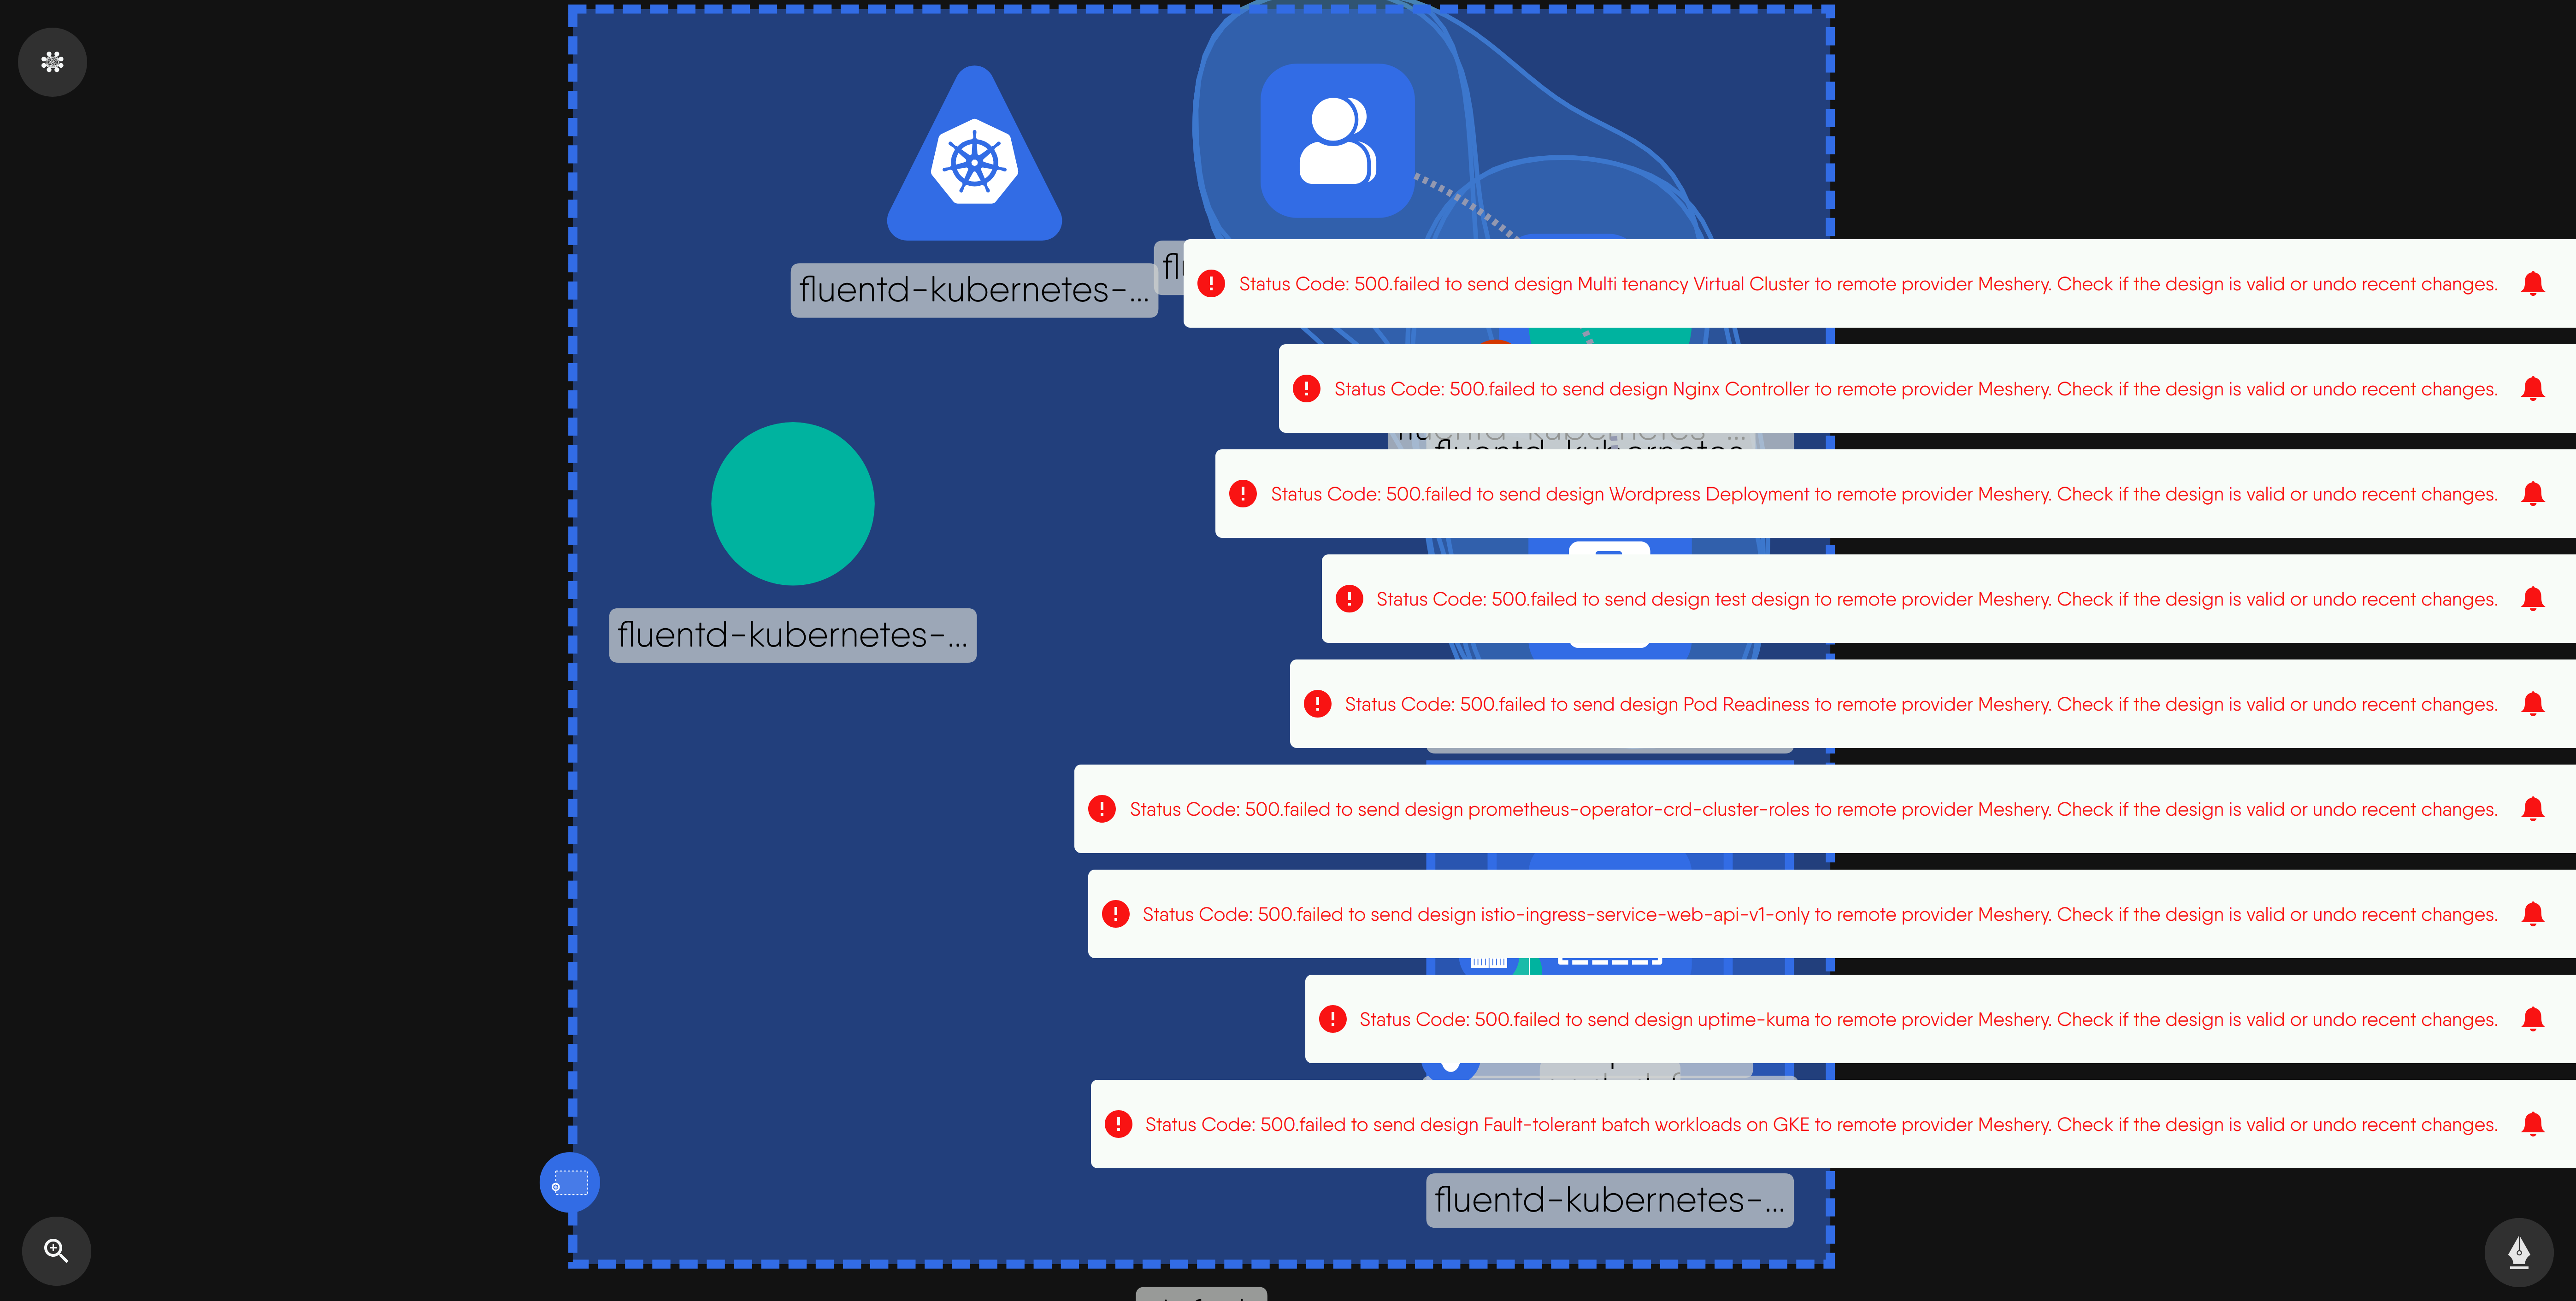 fluentd-kubernetes-...
Status Code: 500.failed to send design Multi tenancy Virtual Cluster to remote provider Meshery. Check if the design is valid or undo recent changes.
Status Code: 500.failed to send design Nginx Controller to remote provider Meshery. Check if the design is valid or undo recent changes.
fluentd-kubernetes-...
Status Code: 500.failed to send design Wordpress Deployment to remote provider Meshery. Check if the design is valid or undo recent changes.
Status Code: 500.failed to send design test design to remote provider Meshery. Check if the design is valid or undo recent changes.
fluentd-kubernetes-...
Status Code: 500.failed to send design Pod Readiness to remote provider Meshery. Check if the design is valid or undo recent changes.
Status Code: 500.failed to send design prometheus-operator-crd-cluster-roles to remote provider Meshery. Check if the design is valid or undo recent changes.
Status Code: 500.failed to send design istio-ingress-service-web-api-v1-only to remote provider Meshery. Check if the design is valid or undo recent changes.
Status Code: 500.failed to send design uptime-kuma to remote provider Meshery. Check if the design is valid or undo recent changes.
Status Code: 500.failed to send design Fault-tolerant batch workloads on GKE to remote provider Meshery. Check if the design is valid or undo recent changes.
fluentd-kubernetes-...